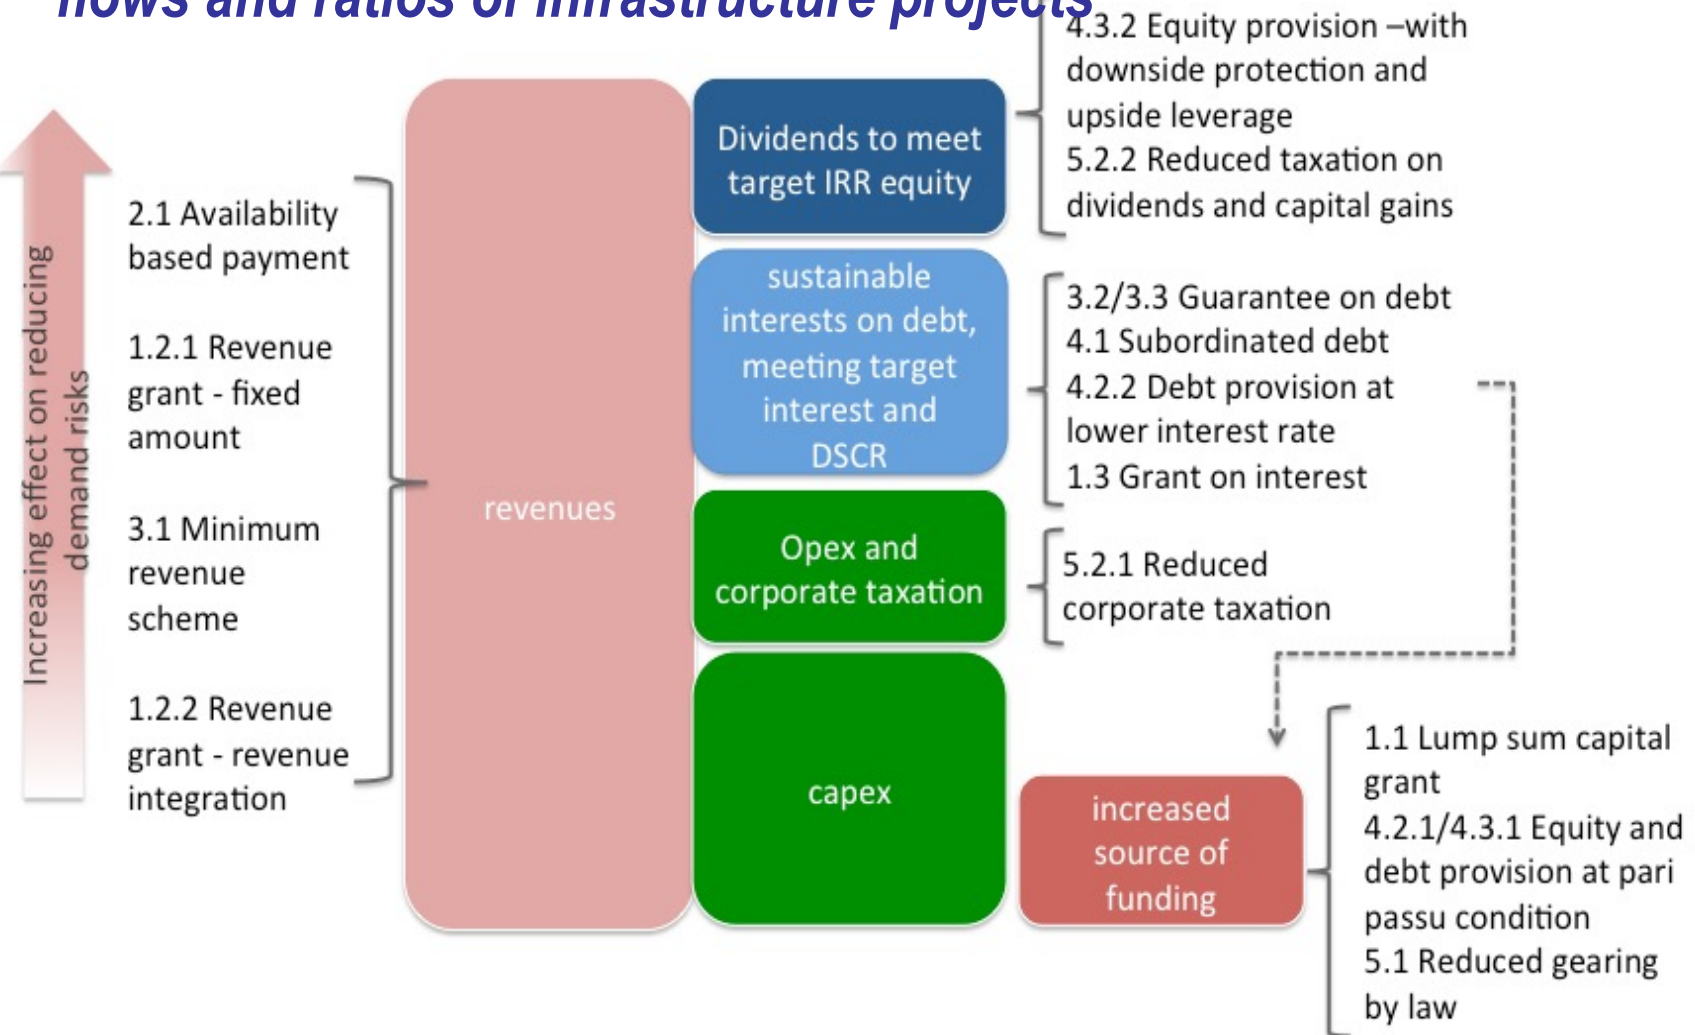 flows and ratios of infrastructure projects
Increasing effect on reducing
demand risks
2.1 Availability
based payment
1.2.1 Revenue
grant - fixed
amount
3.1 Minimum
revenue
scheme
1.2.2 Revenue
grant - revenue
integration
revenues
Dividends to meet
target IRR equity
sustainable
interests on debt,
meeting target
interest and
DSCR
Opex and
corporate taxation
capex
4.3.2 Equity provision –with
downside protection and
upside leverage
5.2.2 Reduced taxation on
dividends and capital gains
3.2/3.3 Guarantee on debt
4.1 Subordinated debt
4.2.2 Debt provision at
lower interest rate
1.3 Grant on interest
5.2.1 Reduced
corporate taxation
increased
source of
funding
1.1 Lump sum capital
grant
4.2.1/4.3.1 Equity and
debt provision at pari
passu condition
5.1 Reduced gearing
by law